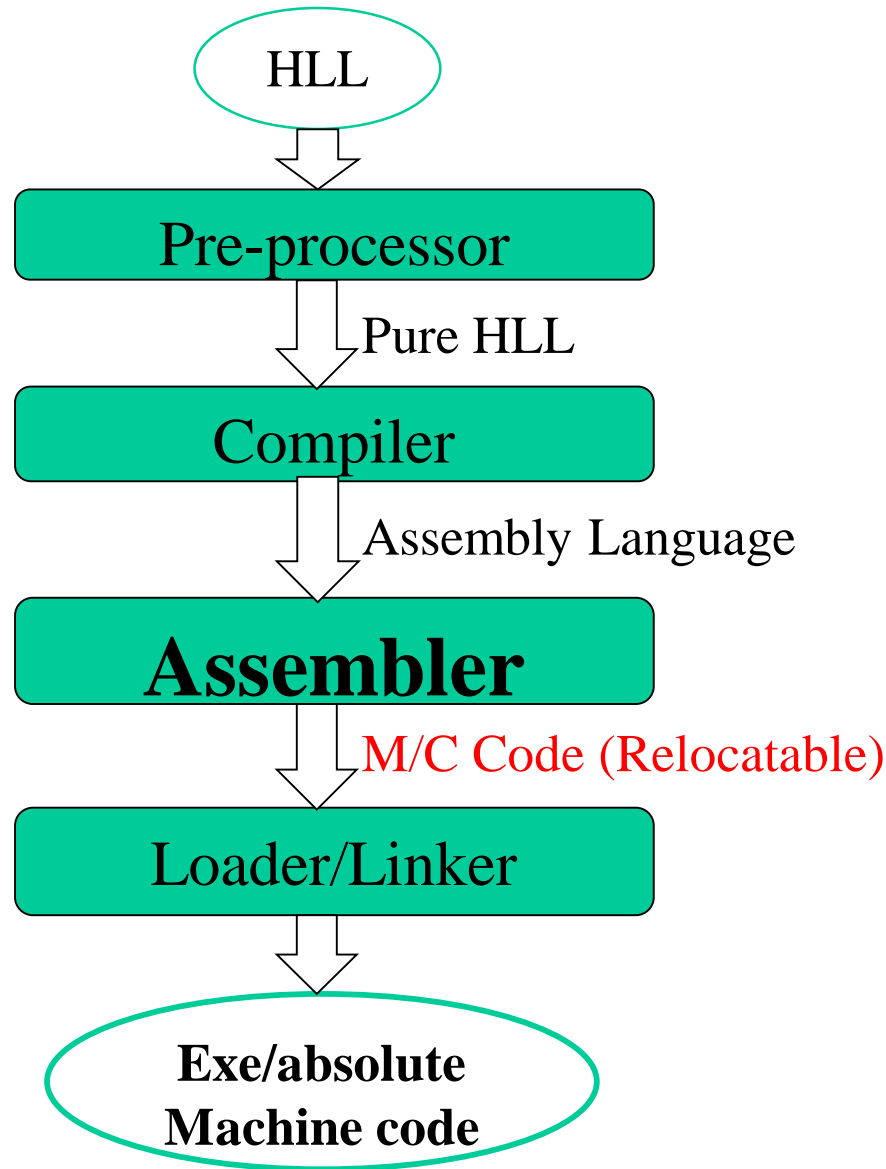 HLL
Pre-processor
Pure HLL
Compiler
Assembly Language
Assembler
M/C Code (Relocatable)
Loader/Linker
Exe/absolute
Machine code